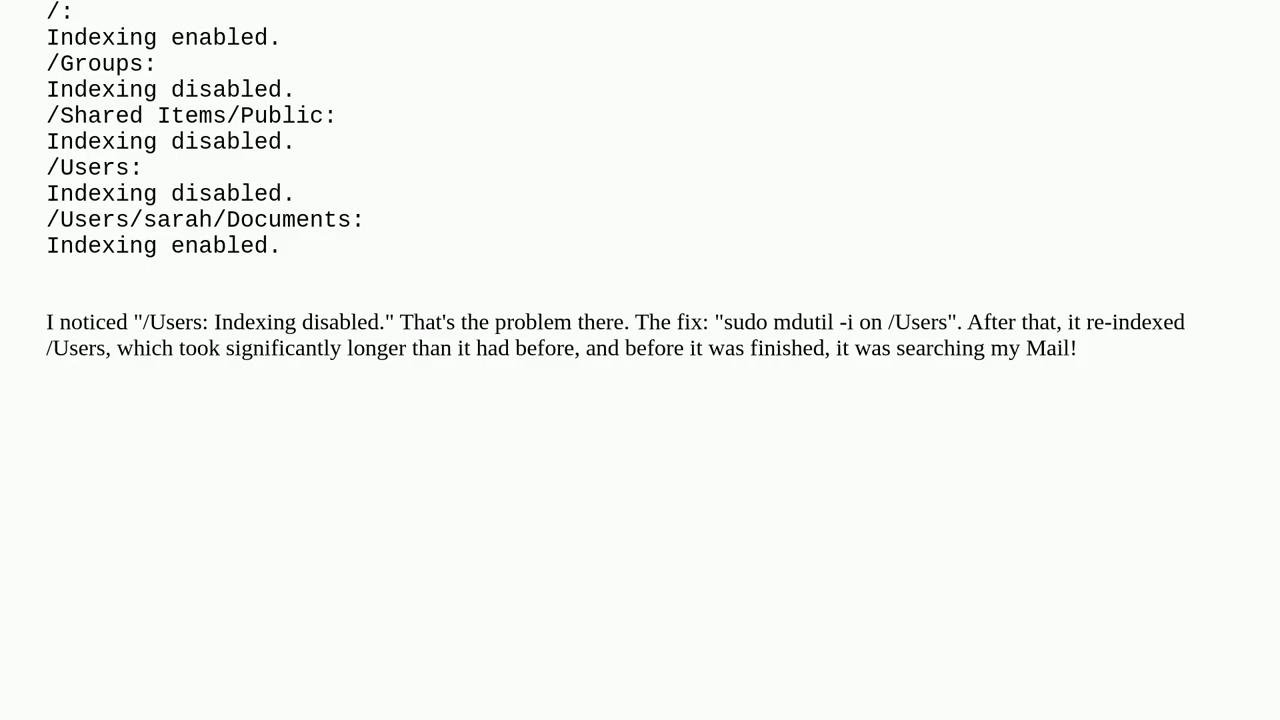 /:
Indexing enabled.
/Groups:
Indexing disabled.
/Shared Items/Public:
Indexing disabled.
/Users:
Indexing disabled.
/Users/sarah/Documents:
Indexing enabled.
I noticed "/Users: Indexing disabled." That's the problem there. The fix: "sudo mdutil -i on /Users". After that, it re-indexed
/Users, which took significantly longer than it had before, and before it was finished, it was searching my Mail!